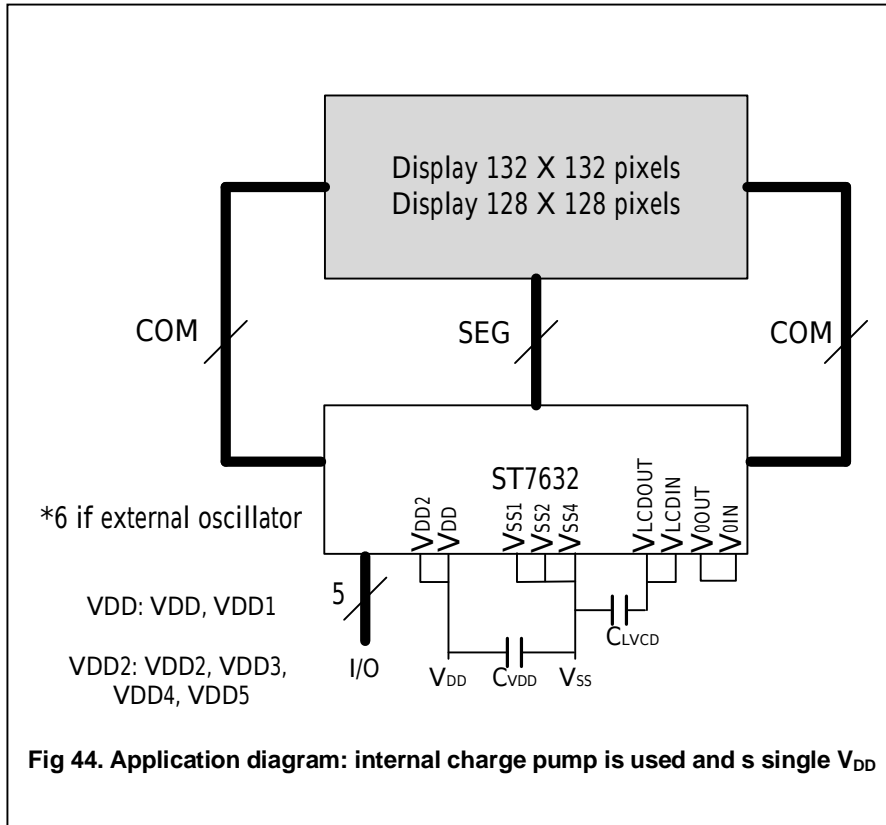 Display 132 X 132 pixels
Display 128 X 128 pixels
COM
SEG
COM
ST7632
VDD2
VDD
VSS1
VSS2
VSS4
VLCDOUT
VLCDIN
V0OUT
V0IN
*6 if external oscillator
5
VDD: VDD, VDD1
VDD2: VDD2, VDD3,
VDD4, VDD5
I/O
VDD
CVDD
VSS
CLVCD
Fig 44. Application diagram: internal charge pump is used and s single VDD